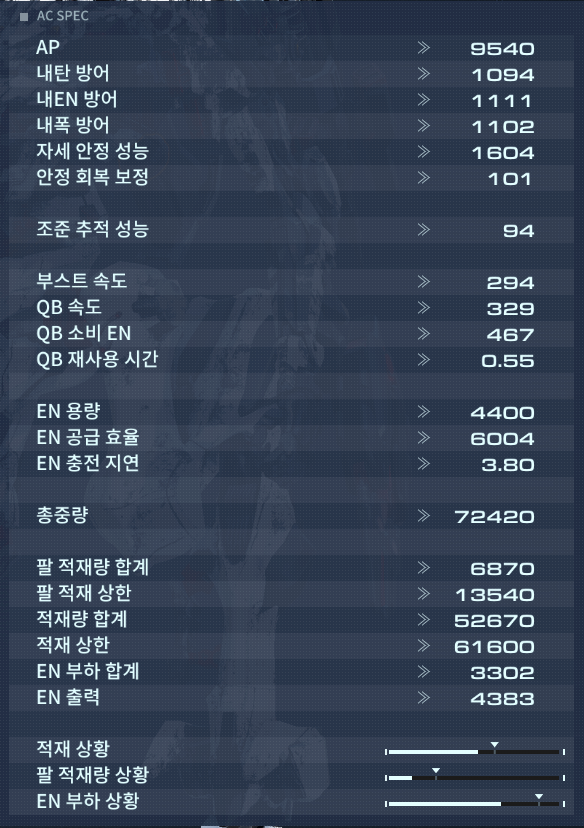 AC SPEC
AP 9540
내탄 방어 1094
내EN 방어 1111
내폭 방어 1102
자세 안정 성능 1604
안정 회복 보정 101
조준 추적 성능 94
부스트 속도 294
QB 속도 329
QB 소비 EN 467
QB 재사용 시간 0.55
EN 용량 4400
EN 공급 효율 6004
EN 충전 지연 3.80
총중량 72420
팔 적재량 합계 6870
팔 적재 상한 13540
적재량 합계 52670
적재 상한 61600
EN 부하 합계 3302
EN 출력 4383
적재 상황
팔 적재량 상황
EN 부하 상황